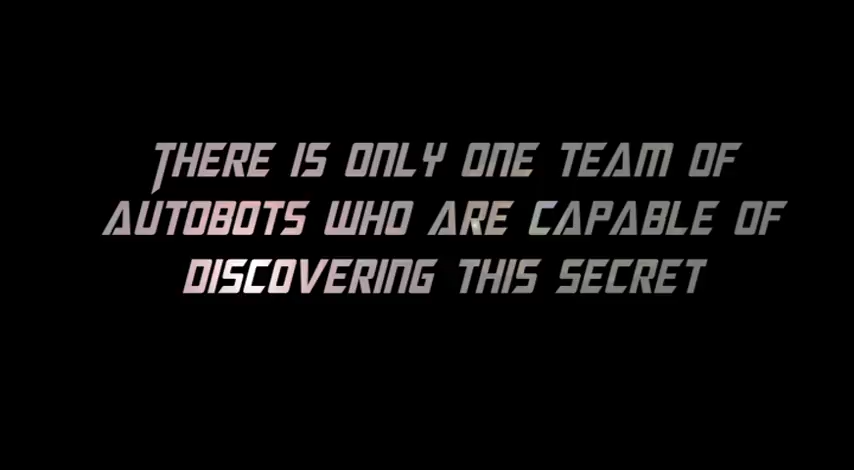 There is only one team of
autobots who are capable of
discovering this secret